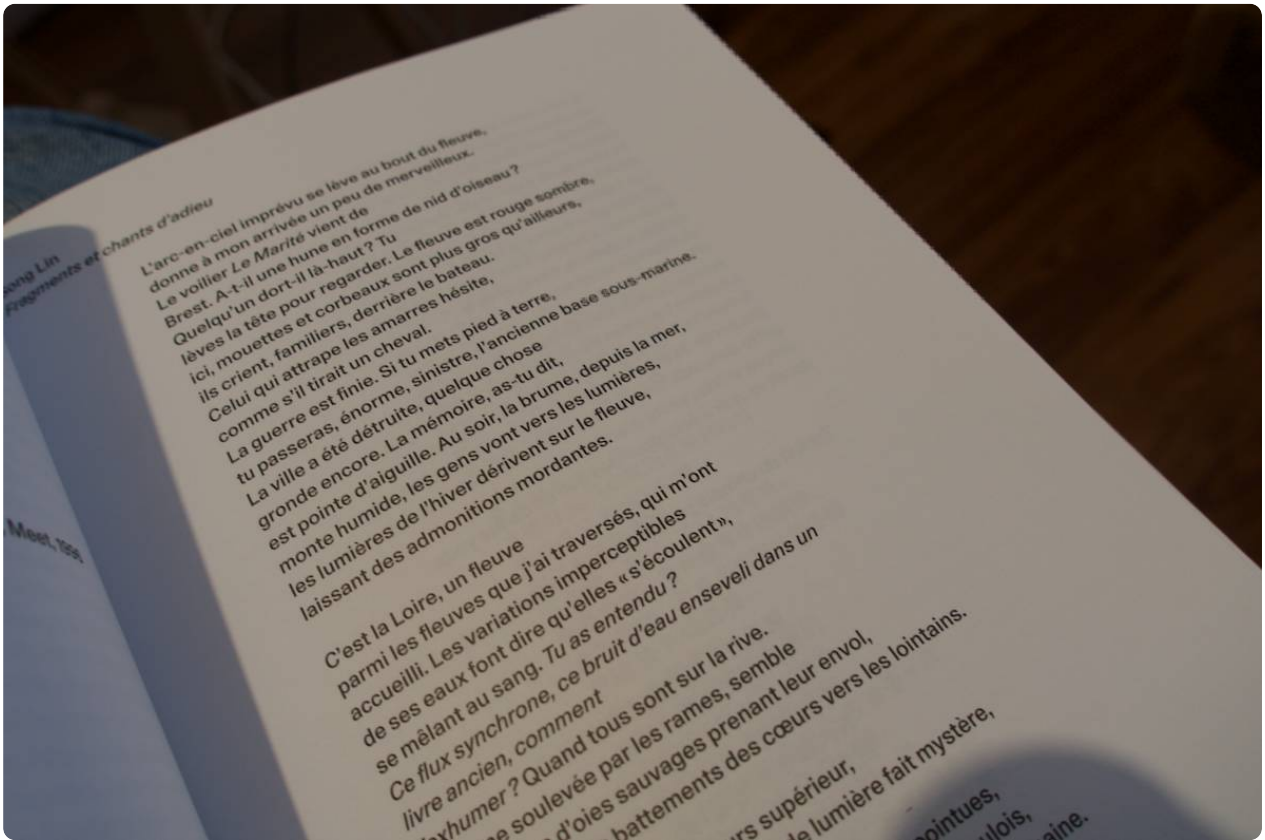 song Lin
Fragments et chants d'adieu
, Meet, 199
L'arc-en-ciel imprévu se lève au bout du fleuve,
donne à mon arrivée un peu de merveilleux.
Le voilier Le Marité vient de
Brest. A-t-il une hune en forme de nid d'oiseau ?
Quelqu'un dort-il là-haut ? Tu
lèves la tête pour regarder. Le fleuve est rouge sombre,
ici, mouettes et corbeaux sont plus gros qu'ailleurs,
ils crient, familiers, derrière le bateau.
Celui qui attrape les amarres hésite,
comme s'il tirait un cheval.
La guerre est finie. Si tu mets pied à terre,
tu passeras, énorme, sinistre, l'ancienne base sous-marine.
La ville a été détruite, quelque chose
gronde encore. La mémoire, as-tu dit,
est pointe d'aiguille. Au soir, la brume, depuis la mer,
monte humide, les gens vont vers les lumières,
les lumières de l'hiver dérivent sur le fleuve,
laissant des admonitions mordantes.
C'est la Loire, un fleuve
parmi les fleuves que j'ai traversés, qui m'ont
accueilli. Les variations imperceptibles
de ses eaux font dire qu'elles « s'écoulent »,
se mêlant au sang. Tu as entendu ?
Ce flux synchrone, ce bruit d'eau enseveli dans un
livre ancien, comment
exhumer ? Quand tous sont sur la rive.
ne soulevée par les rames, semble
d'oies sauvages prenant leur envol,
battements des cœurs vers les lointains.
rs supérieur,
de lumière fait mystère,
pointues,
ulois,
aine.